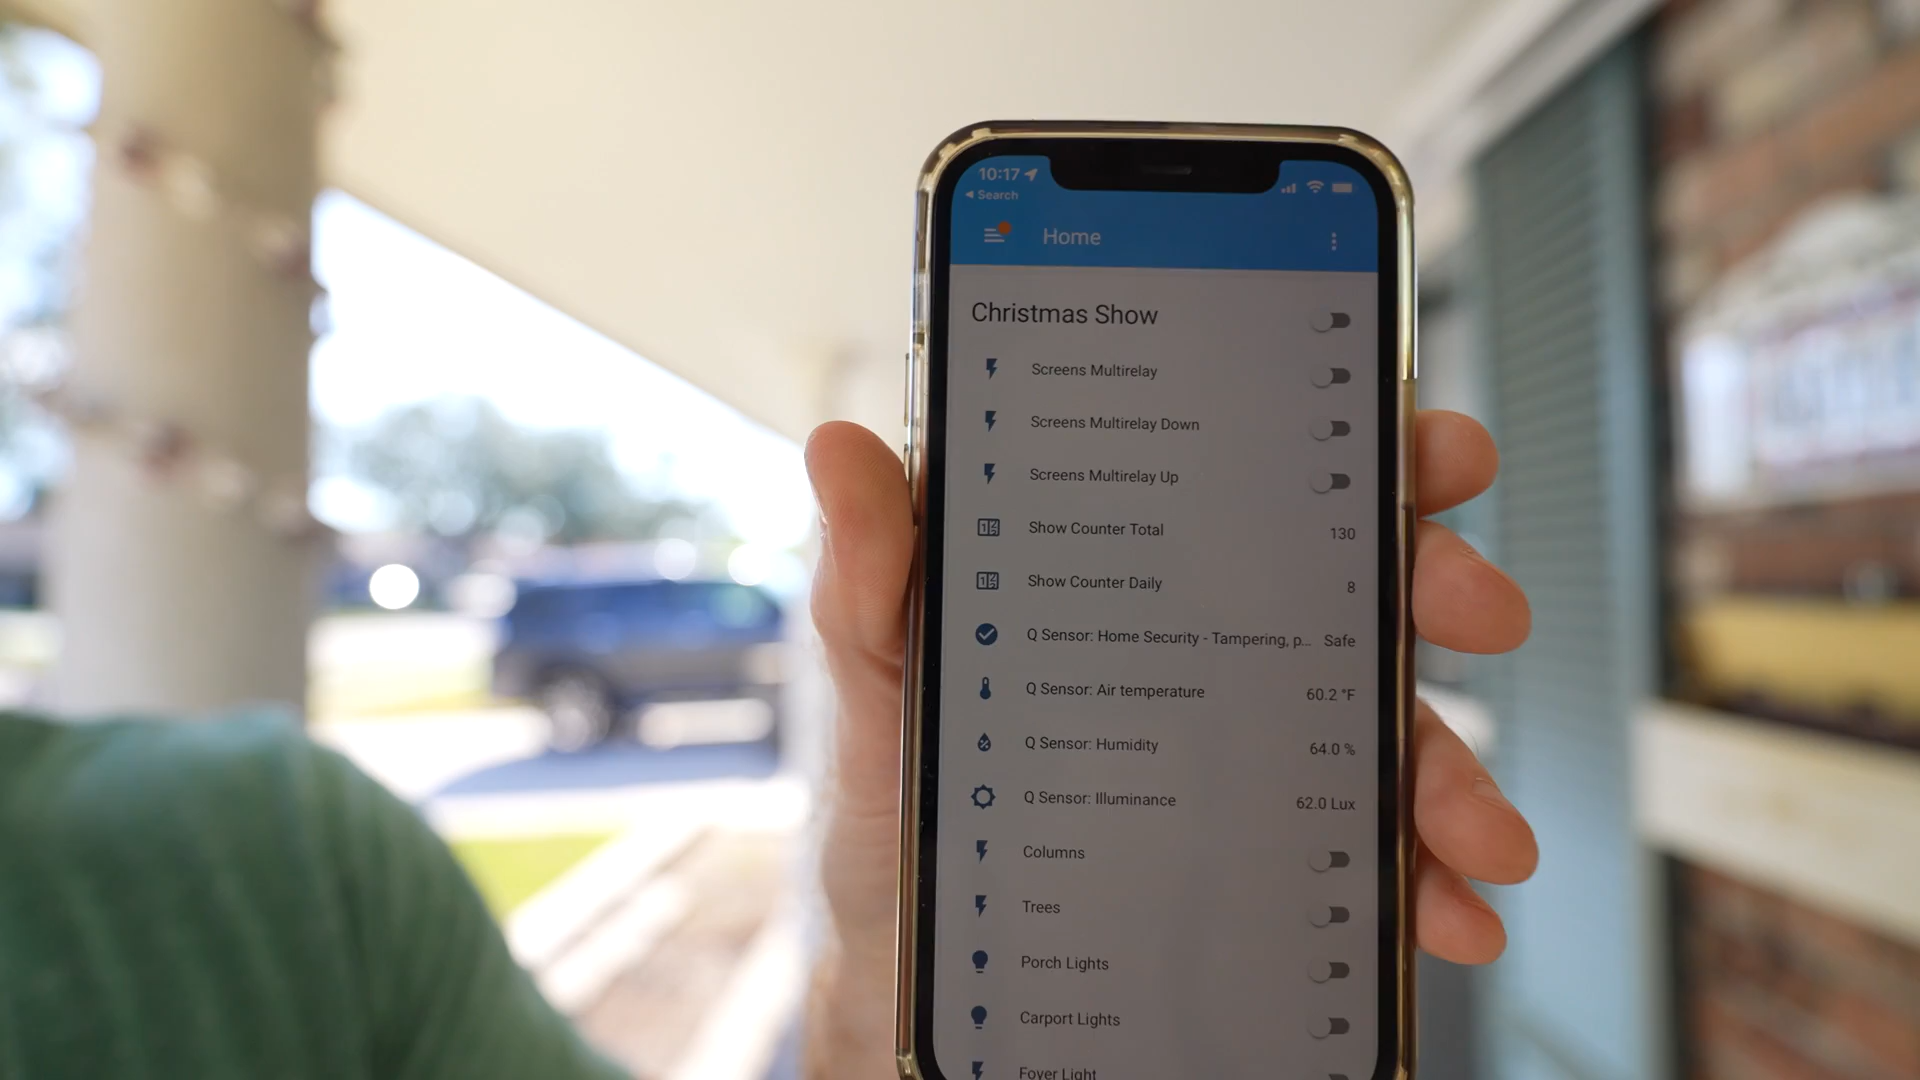 10:17
◄ Search
Home
Christmas Show
Screens Multirelay
Screens Multirelay Down
Screens Multirelay Up
Show Counter Total 130
Show Counter Daily 8
Q Sensor: Home Security - Tampering, p... Safe
Q Sensor: Air temperature 60.2 °F
Q Sensor: Humidity 64.0 %
Q Sensor: Illuminance 62.0 Lux
Columns
Trees
Porch Lights
Carport Lights
Foyer Light